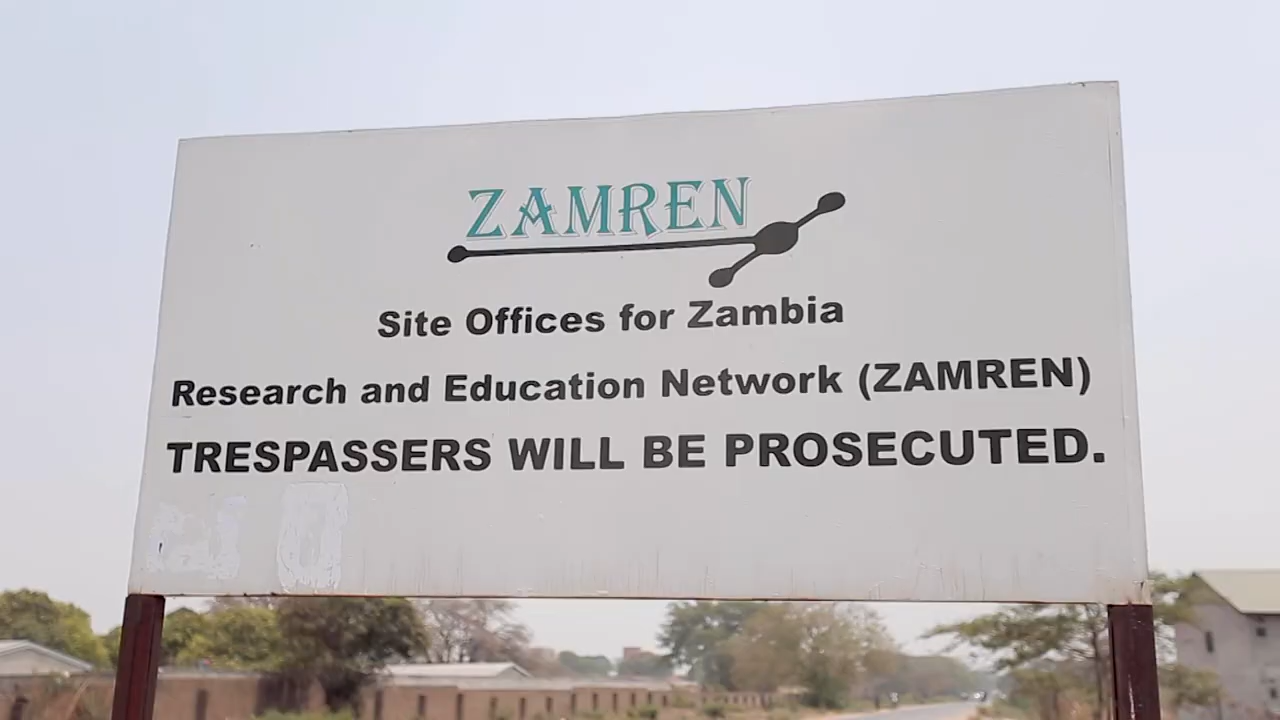 ZAMREN
Site Offices for Zambia
Research and Education Network (ZAMREN)
TRESPASSERS WILL BE PROSECUTED.